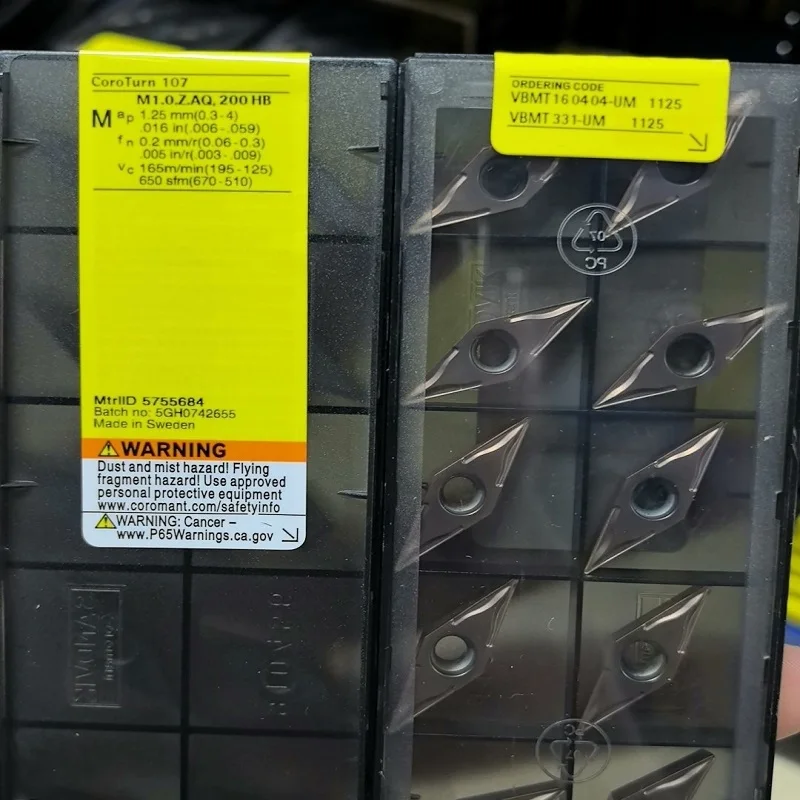 CoroTurn 107
M1.0.Z.AQ, 200 HB
M ap 1.25 mm(0.3-4)
.016 in(.006-.059)
fn 0.2 mm/r(0.06-0.3)
.005 in/r(.003-.009)
vc 165m/min(195-125)
650 sfm(670-510)
MtrlID 5755684
Batch no: 5GH0742655
Made in Sweden
⚠WARNING
Dust and mist hazard! Flying
fragment hazard! Use approved
personal protective equipment
www.coromant.com/safetyinfo
⚠WARNING: Cancer –
www.P65Warnings.ca.gov
SANDVIK
ORDERING CODE
VBMT 16 04 04-UM 1125
VBMT 331-UM 1125
07
PC